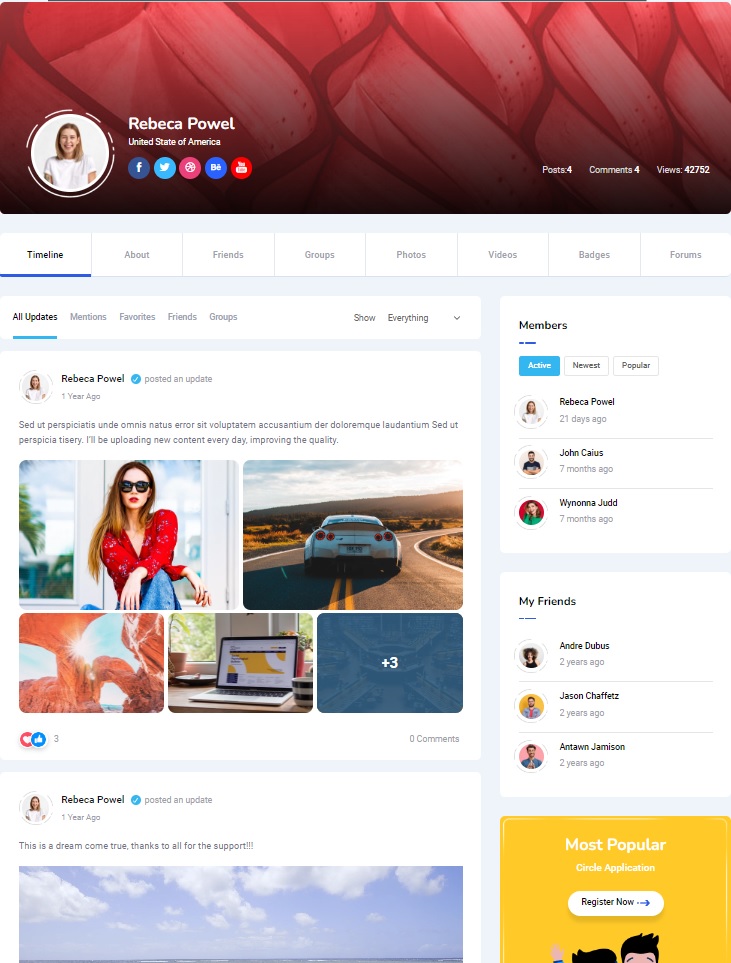 Rebeca Powel
United State of America
f
Bē
You
Tube
Posts:4 Comments 4 Views: 42752
Timeline About Friends Groups Photos Videos Badges Forums
All Updates Mentions Favorites Friends Groups Show Everything
Rebeca Powel posted an update
1 Year Ago
Sed ut perspiciatis unde omnis natus error sit voluptatem accusantium der doloremque laudantium Sed ut
perspicia tisery. I'll be uploading new content every day, improving the quality.
+3
3 0 Comments
Rebeca Powel posted an update
1 Year Ago
This is a dream come true, thanks to all for the support!!!
Members
Active Newest Popular
Rebeca Powel
21 days ago
John Caius
7 months ago
Wynonna Judd
7 months ago
My Friends
Andre Dubus
2 years ago
Jason Chaffetz
2 years ago
Antawn Jamison
2 years ago
Most Popular
Circle Application
Register Now